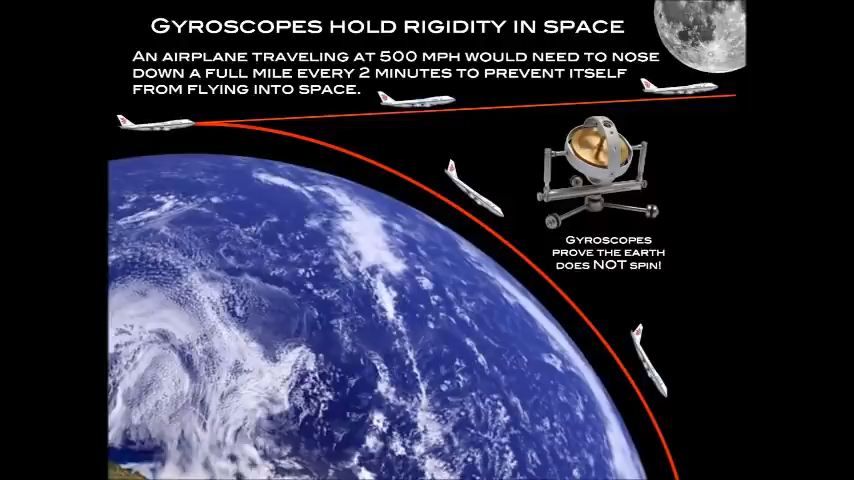 Gyroscopes hold rigidity in space
An airplane traveling at 500 mph would need to nose
down a full mile every 2 minutes to prevent itself
from flying into space.
Gyroscopes
prove the earth
does NOT spin!